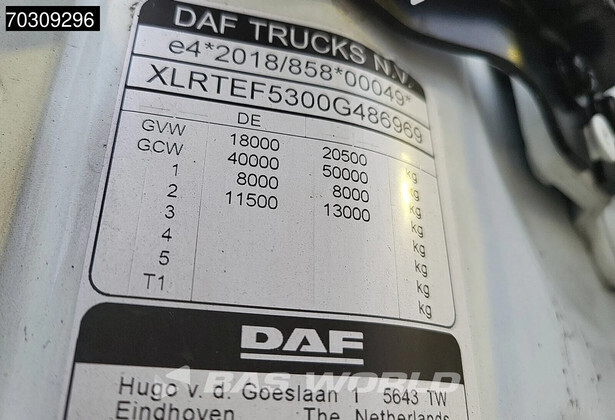 70309296
DAF TRUCKS N.V.
e4*2018/858*00049*
XLRTEF5300G486969
DE
GVW 18000 20500 kg
GCW 40000 50000 kg
1 8000 8000 kg
2 11500 13000 kg
3 kg
4 kg
5 kg
T1 kg
DAF
BAS WORLD
Hugo v. d. Goeslaan 1 5643 TW
Eindhoven The Netherlands